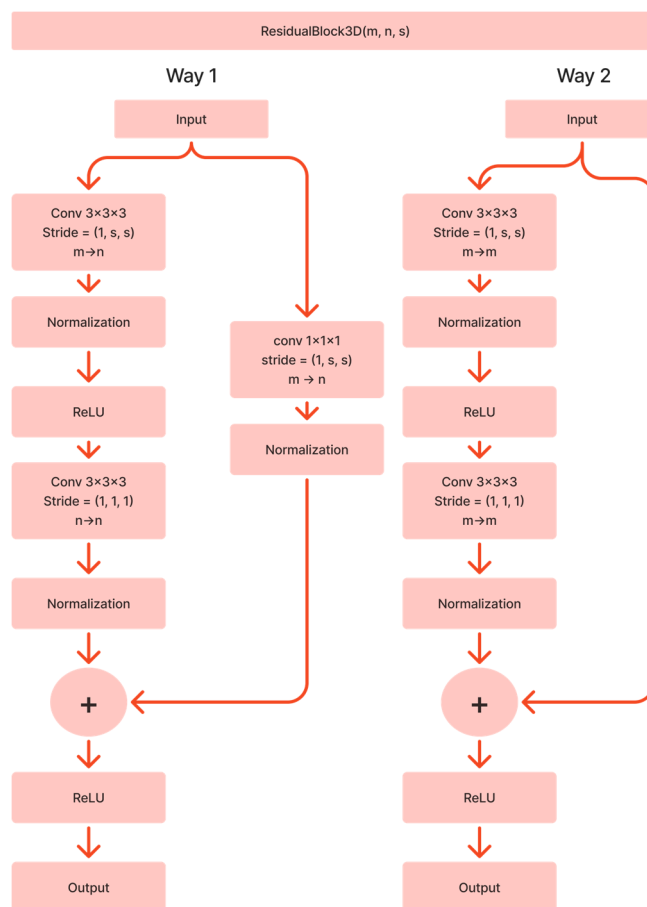 ResidualBlock3D(m, n, s)
Way 1
Input
Conv 3×3×3
Stride = (1, s, s)
m→n
Normalization
ReLU
Conv 3×3×3
Stride = (1, 1, 1)
n→n
Normalization
conv 1×1×1
stride = (1, s, s)
m → n
Normalization
+
ReLU
Output
Way 2
Input
Conv 3×3×3
Stride = (1, s, s)
m→m
Normalization
ReLU
Conv 3×3×3
Stride = (1, 1, 1)
m→m
Normalization
+
ReLU
Output